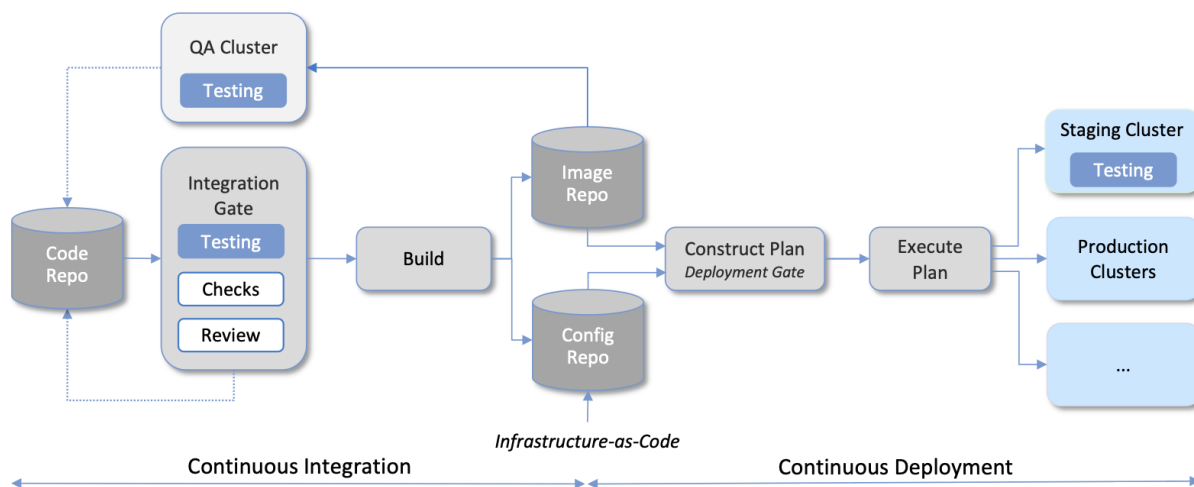 QA Cluster
Testing
Integration
Gate
Testing
Checks
Review
Code
Repo
Build
Image
Repo
Config
Repo
Infrastructure-as-Code
Construct Plan
Deployment Gate
Execute
Plan
Staging Cluster
Testing
Production
Clusters
...
Continuous Integration
Continuous Deployment